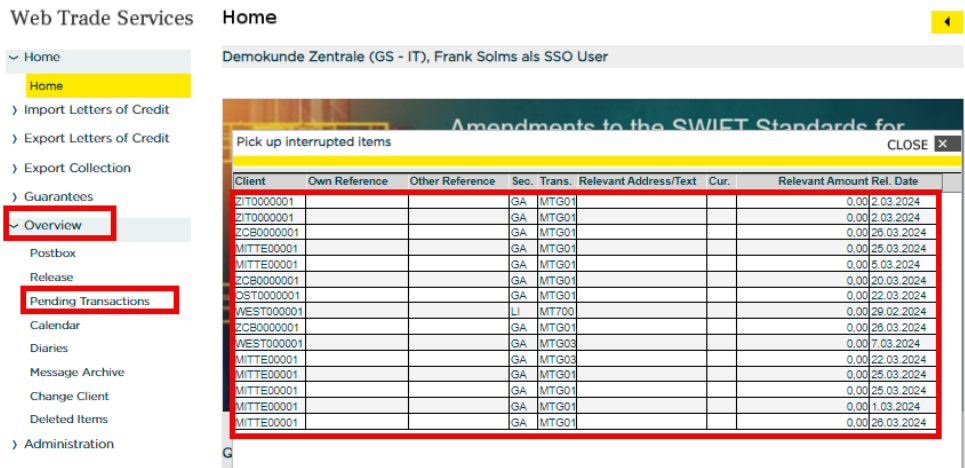 Web Trade Services
Home
Home
Demokunde Zentrale (GS - IT), Frank Solms als SSO User
Home
Import Letters of Credit
Export Letters of Credit
Export Collection
Guarantees
Overview
Postbox
Release
Pending Transactions
Calendar
Diaries
Message Archive
Change Client
Deleted Items
Administration
Amendments to the SWIFT Standards for
Pick up interrupted items
CLOSE X
Client Own Reference Other Reference Sec. Trans. Relevant Address/Text Cur. Relevant Amount Rel. Date
ZIT0000001 GA MTG01 0,00 2.03.2024
ZIT0000001 GA MTG01 0,00 2.03.2024
ZCB0000001 GA MTG01 0,00 26.03.2024
MITTE00001 GA MTG01 0,00 25.03.2024
MITTE00001 GA MTG01 0,00 5.03.2024
ZCB0000001 GA MTG01 0,00 20.03.2024
OST0000001 GA MTG01 0,00 22.03.2024
WEST000001 LI MT700 0,00 29.02.2024
ZCB0000001 GA MTG01 0,00 26.03.2024
WEST000001 GA MTG03 0,00 7.03.2024
MITTE00001 GA MTG03 0,00 22.03.2024
MITTE00001 GA MTG01 0,00 25.03.2024
MITTE00001 GA MTG01 0,00 25.03.2024
MITTE00001 GA MTG01 0,00 1.03.2024
MITTE00001 GA MTG01 0,00 26.03.2024
G